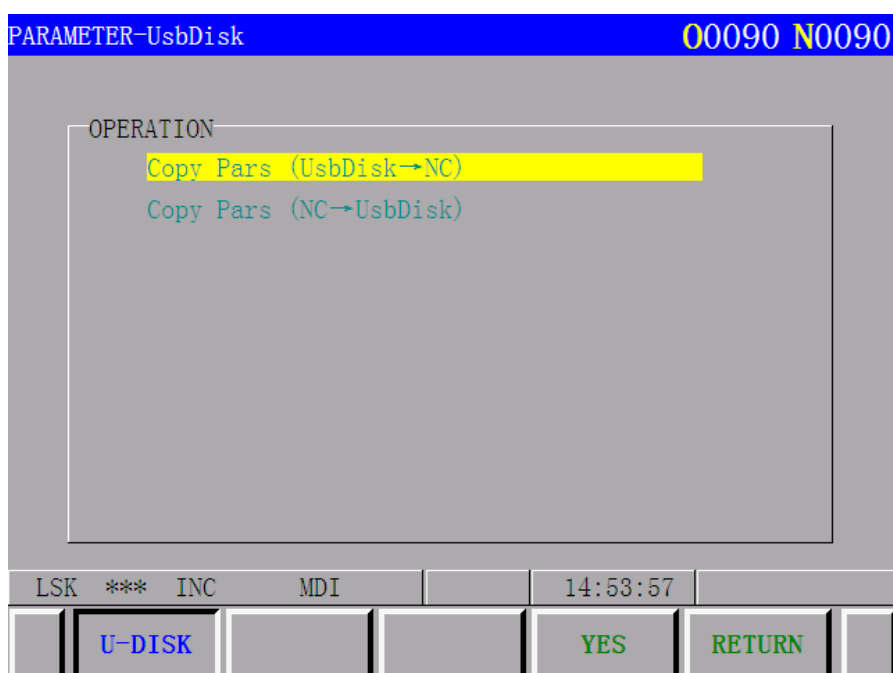 PARAMETER-UsbDisk O0090 N0090
OPERATION
Copy Pars (UsbDisk→NC)
Copy Pars (NC→UsbDisk)
LSK *** INC MDI 14:53:57
U-DISK YES RETURN